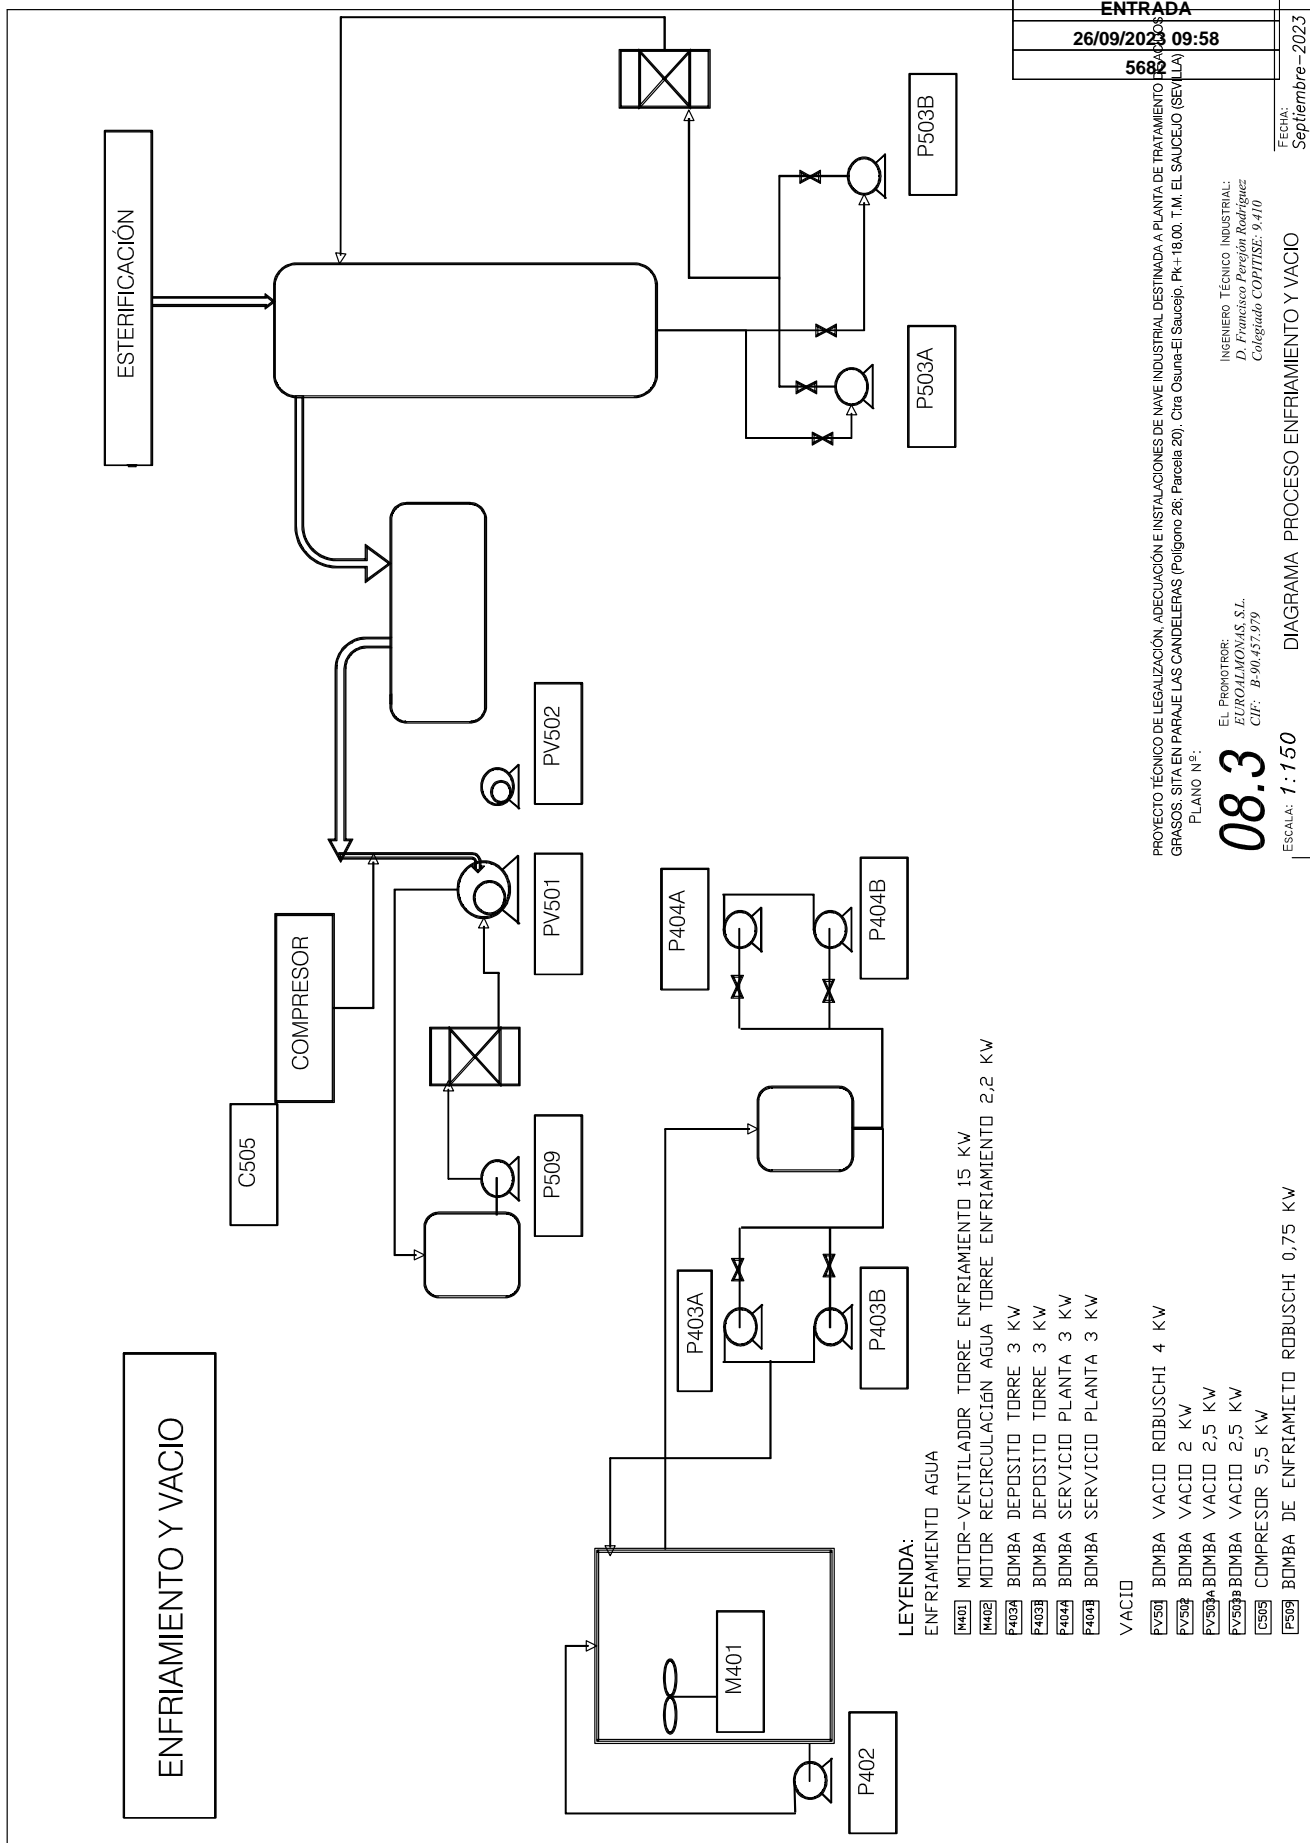 ENTRADA
26/09/2023 09:58
5682
ENFRIAMIENTO Y VACIO
ESTERIFICACIÓN
C505
COMPRESOR
P509
PV501
PV502
P503A
P503B
P403A
P403B
P404A
P404B
M401
P402
LEYENDA:
ENFRIAMIENTO AGUA
M401 MOTOR-VENTILADOR TORRE ENFRIAMIENTO 15 KW
M402 MOTOR RECIRCULACIóN AGUA TORRE ENFRIAMIENTO 2,2 KW
P403A BOMBA DEPOSITO TORRE 3 KW
P403B BOMBA DEPOSITO TORRE 3 KW
P404A BOMBA SERVICIO PLANTA 3 KW
P404B BOMBA SERVICIO PLANTA 3 KW
VACIO
PV501 BOMBA VACIO ROBUSCHI 4 KW
PV502 BOMBA VACIO 2 KW
PV503A BOMBA VACIO 2,5 KW
PV503B BOMBA VACIO 2,5 KW
C505 COMPRESOR 5,5 KW
P509 BOMBA DE ENFRIAMIETO ROBUSCHI 0,75 KW
PROYECTO TÉCNICO DE LEGALIZACIÓN, ADECUACIÓN E INSTALACIONES DE NAVE INDUSTRIAL DESTINADA A PLANTA DE TRATAMIENTO DE ACIDOS
GRASOS. SITA EN PARAJE LAS CANDELERAS (Polígono 26; Parcela 20). Ctra Osuna-El Saucejo, Pk+18,00. T.M. EL SAUCEJO (SEVILLA)
PLANO Nº:
08.3
EL PROMOTROR:
EUROALMONAS, S.L.
CIF: B-90.457.979
INGENIERO TÉCNICO INDUSTRIAL:
D. Francisco Perejón Rodríguez
Colegiado COPITISE: 9.410
ESCALA: 1:150
DIAGRAMA PROCESO ENFRIAMIENTO Y VACIO
FECHA:
Septiembre-2023